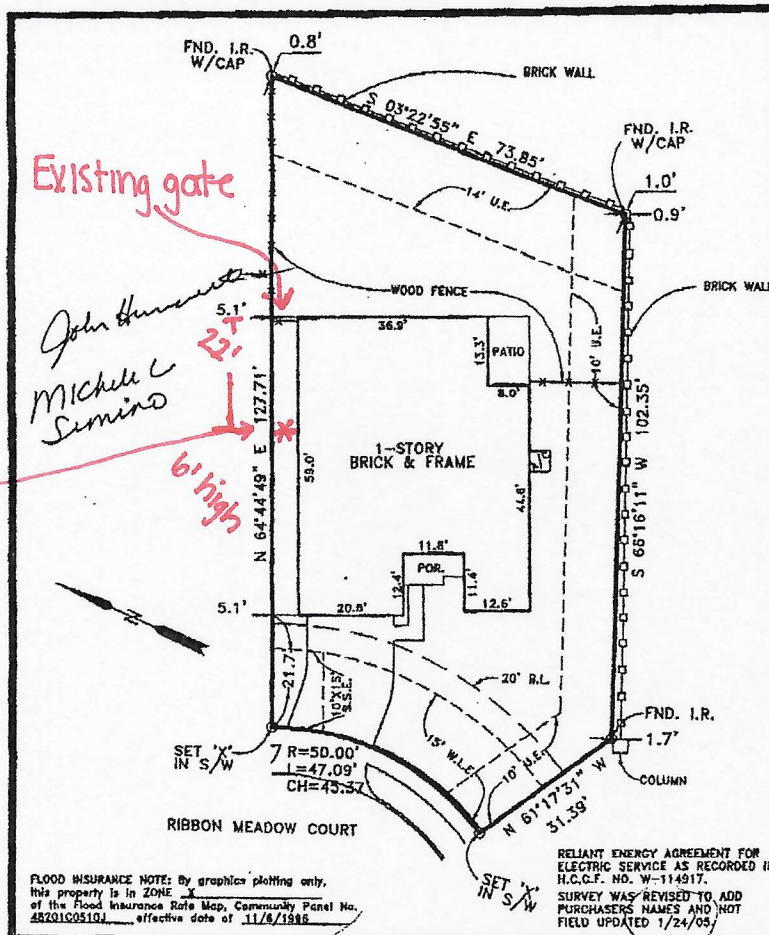 FND. I.R.
W/CAP
0.8'
BRICK WALL
S 03°22'55" E
73.85'
FND. I.R.
W/CAP
1.0'
0.9'
Existing gate
14' U.E.
WOOD FENCE
BRICK WALL
5.1'
36.9'
10' U.E.
John
Michele L
Semino
22'
13.3'
PATIO
8.0'
N 64°44'49" E 127.71'
1-STORY
BRICK & FRAME
59.0'
A/C
44.6'
S 66°16'11" W 102.35'
6' high
11.8'
POR.
12.4'
11.4'
5.1'
20.5'
12.6'
N
21.7'
10'X15'
S.S.E.
20' B.L.
15' W.L.E.
10' U.E.
FND. I.R.
1.7'
COLUMN
SET 'X'
IN S/W
R=50.00'
L=47.09'
CH=45.37
N 61°17'31" W
31.39'
RIBBON MEADOW COURT
SET 'X'
IN S/W
RELIANT ENERGY AGREEMENT FOR
ELECTRIC SERVICE AS RECORDED IN
H.C.C.F. NO. W-114917.
SURVEY WAS REVISED TO ADD
PURCHASERS NAMES AND NOT
FIELD UPDATED 1/24/05
FLOOD INSURANCE NOTE: By graphics plotting only,
this property is in ZONE X
of the Flood Insurance Rate Map, Community Panel No.
48201C0510J effective date of 11/6/1996